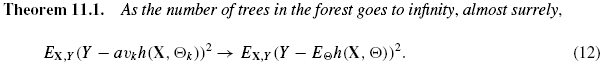 Theorem 11.1. As the number of trees in the forest goes to infinity, almost surrely,
E_{X,Y}(Y − av_k h(X, Θ_k))² → E_{X,Y}(Y − E_Θ h(X, Θ))². (12)